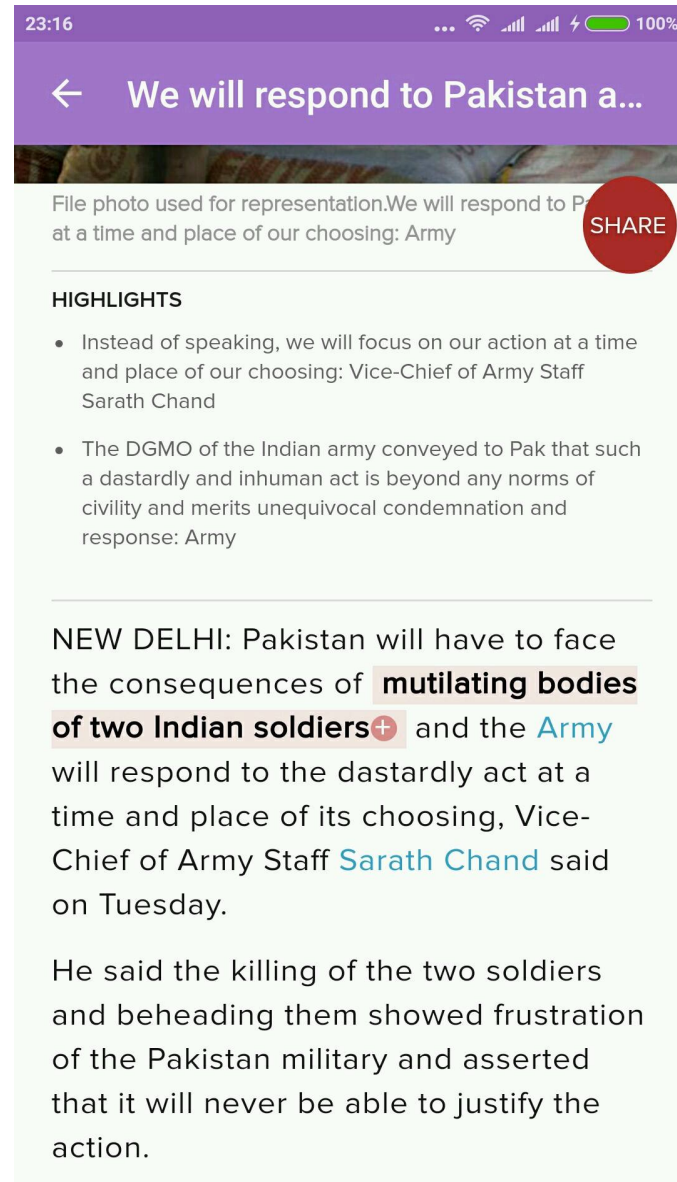 23:16
... 100%
We will respond to Pakistan a...
File photo used for representation.We will respond to
at a time and place of our choosing: Army
SHARE
HIGHLIGHTS
• Instead of speaking, we will focus on our action at a time
and place of our choosing: Vice-Chief of Army Staff
Sarath Chand
• The DGMO of the Indian army conveyed to Pak that such
a dastardly and inhuman act is beyond any norms of
civility and merits unequivocal condemnation and
response: Army
NEW DELHI: Pakistan will have to face
the consequences of mutilating bodies
of two Indian soldiers+ and the Army
will respond to the dastardly act at a
time and place of its choosing, Vice-
Chief of Army Staff Sarath Chand said
on Tuesday.
He said the killing of the two soldiers
and beheading them showed frustration
of the Pakistan military and asserted
that it will never be able to justify the
action.